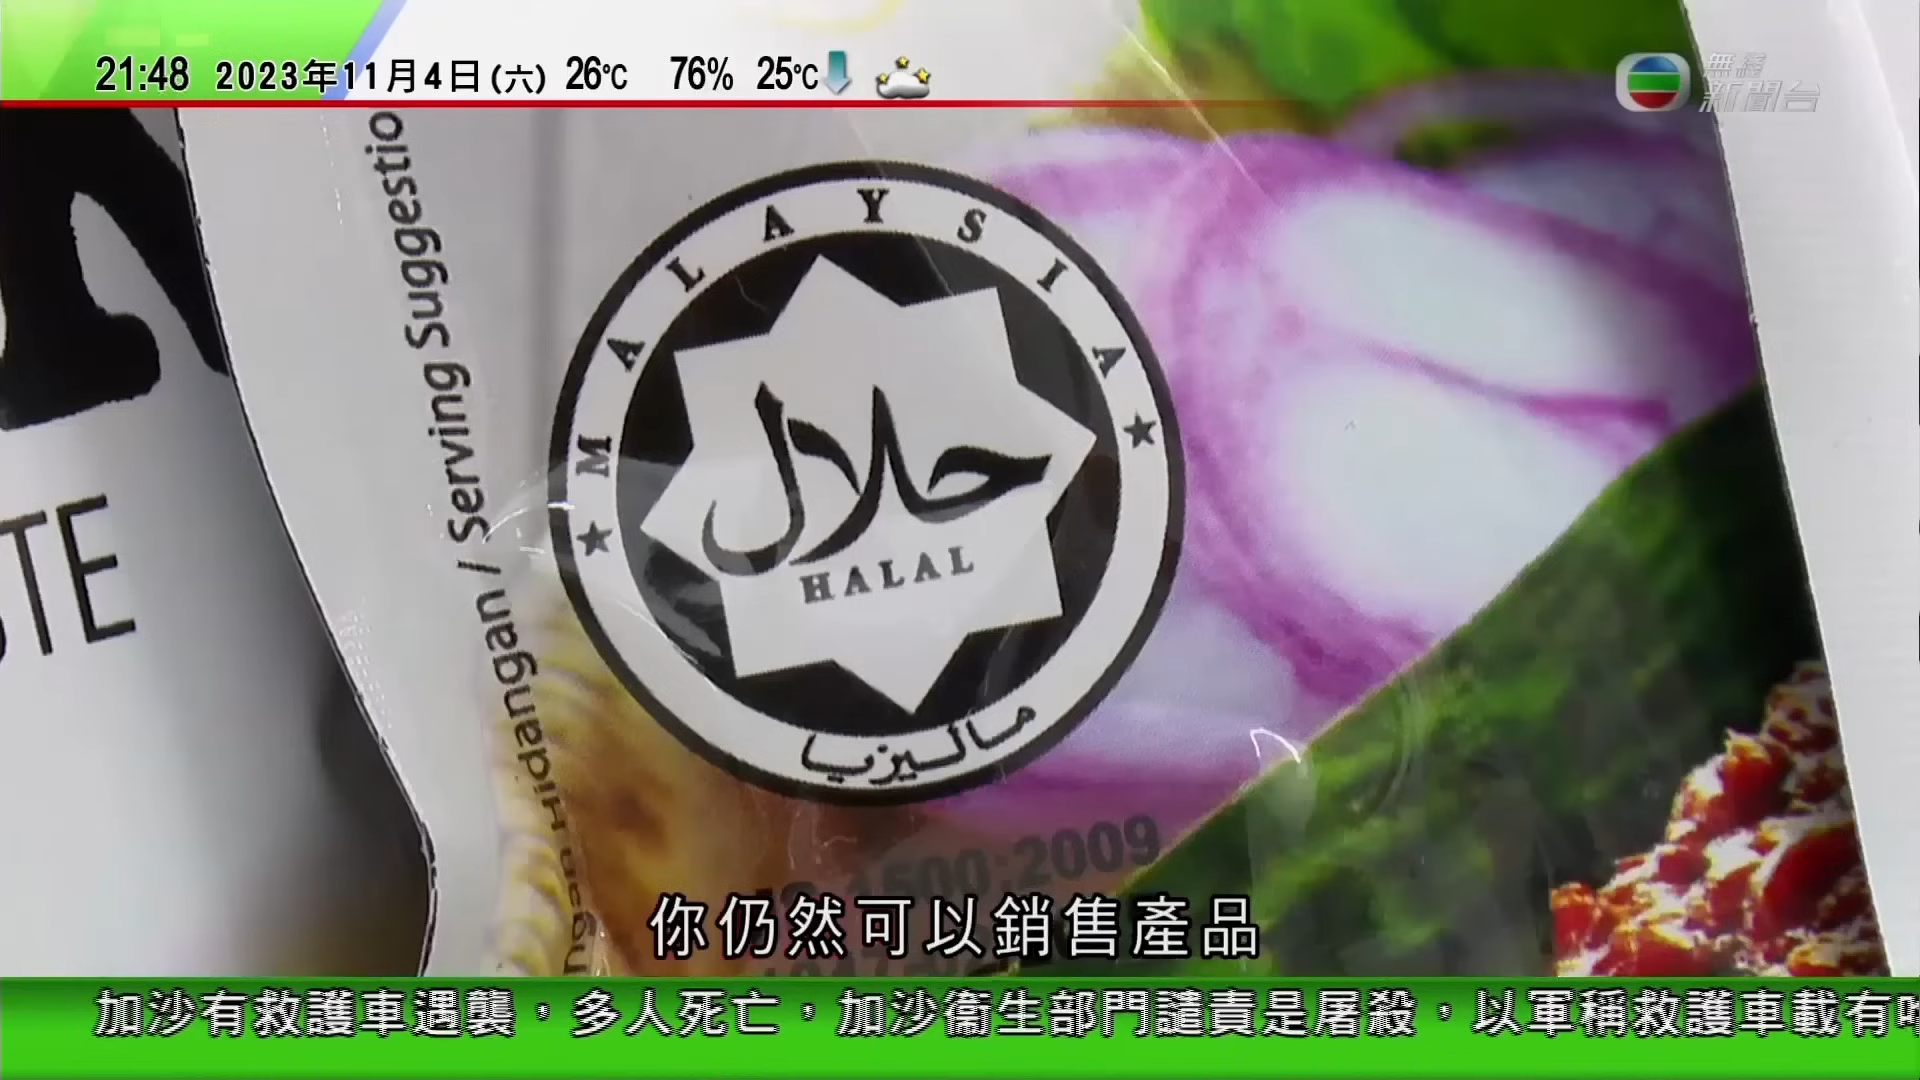 21:48 2023年11月4日(六) 26℃ 76% 25℃
無綫
新聞台
Hidangan / Serving Suggestio
MALAYSIA
حلال
HALAL
ماليزيا
STE
1500:2009
你仍然可以銷售產品
加沙有救護車遇襲，多人死亡，加沙衞生部門譴責是屠殺，以軍稱救護車載有